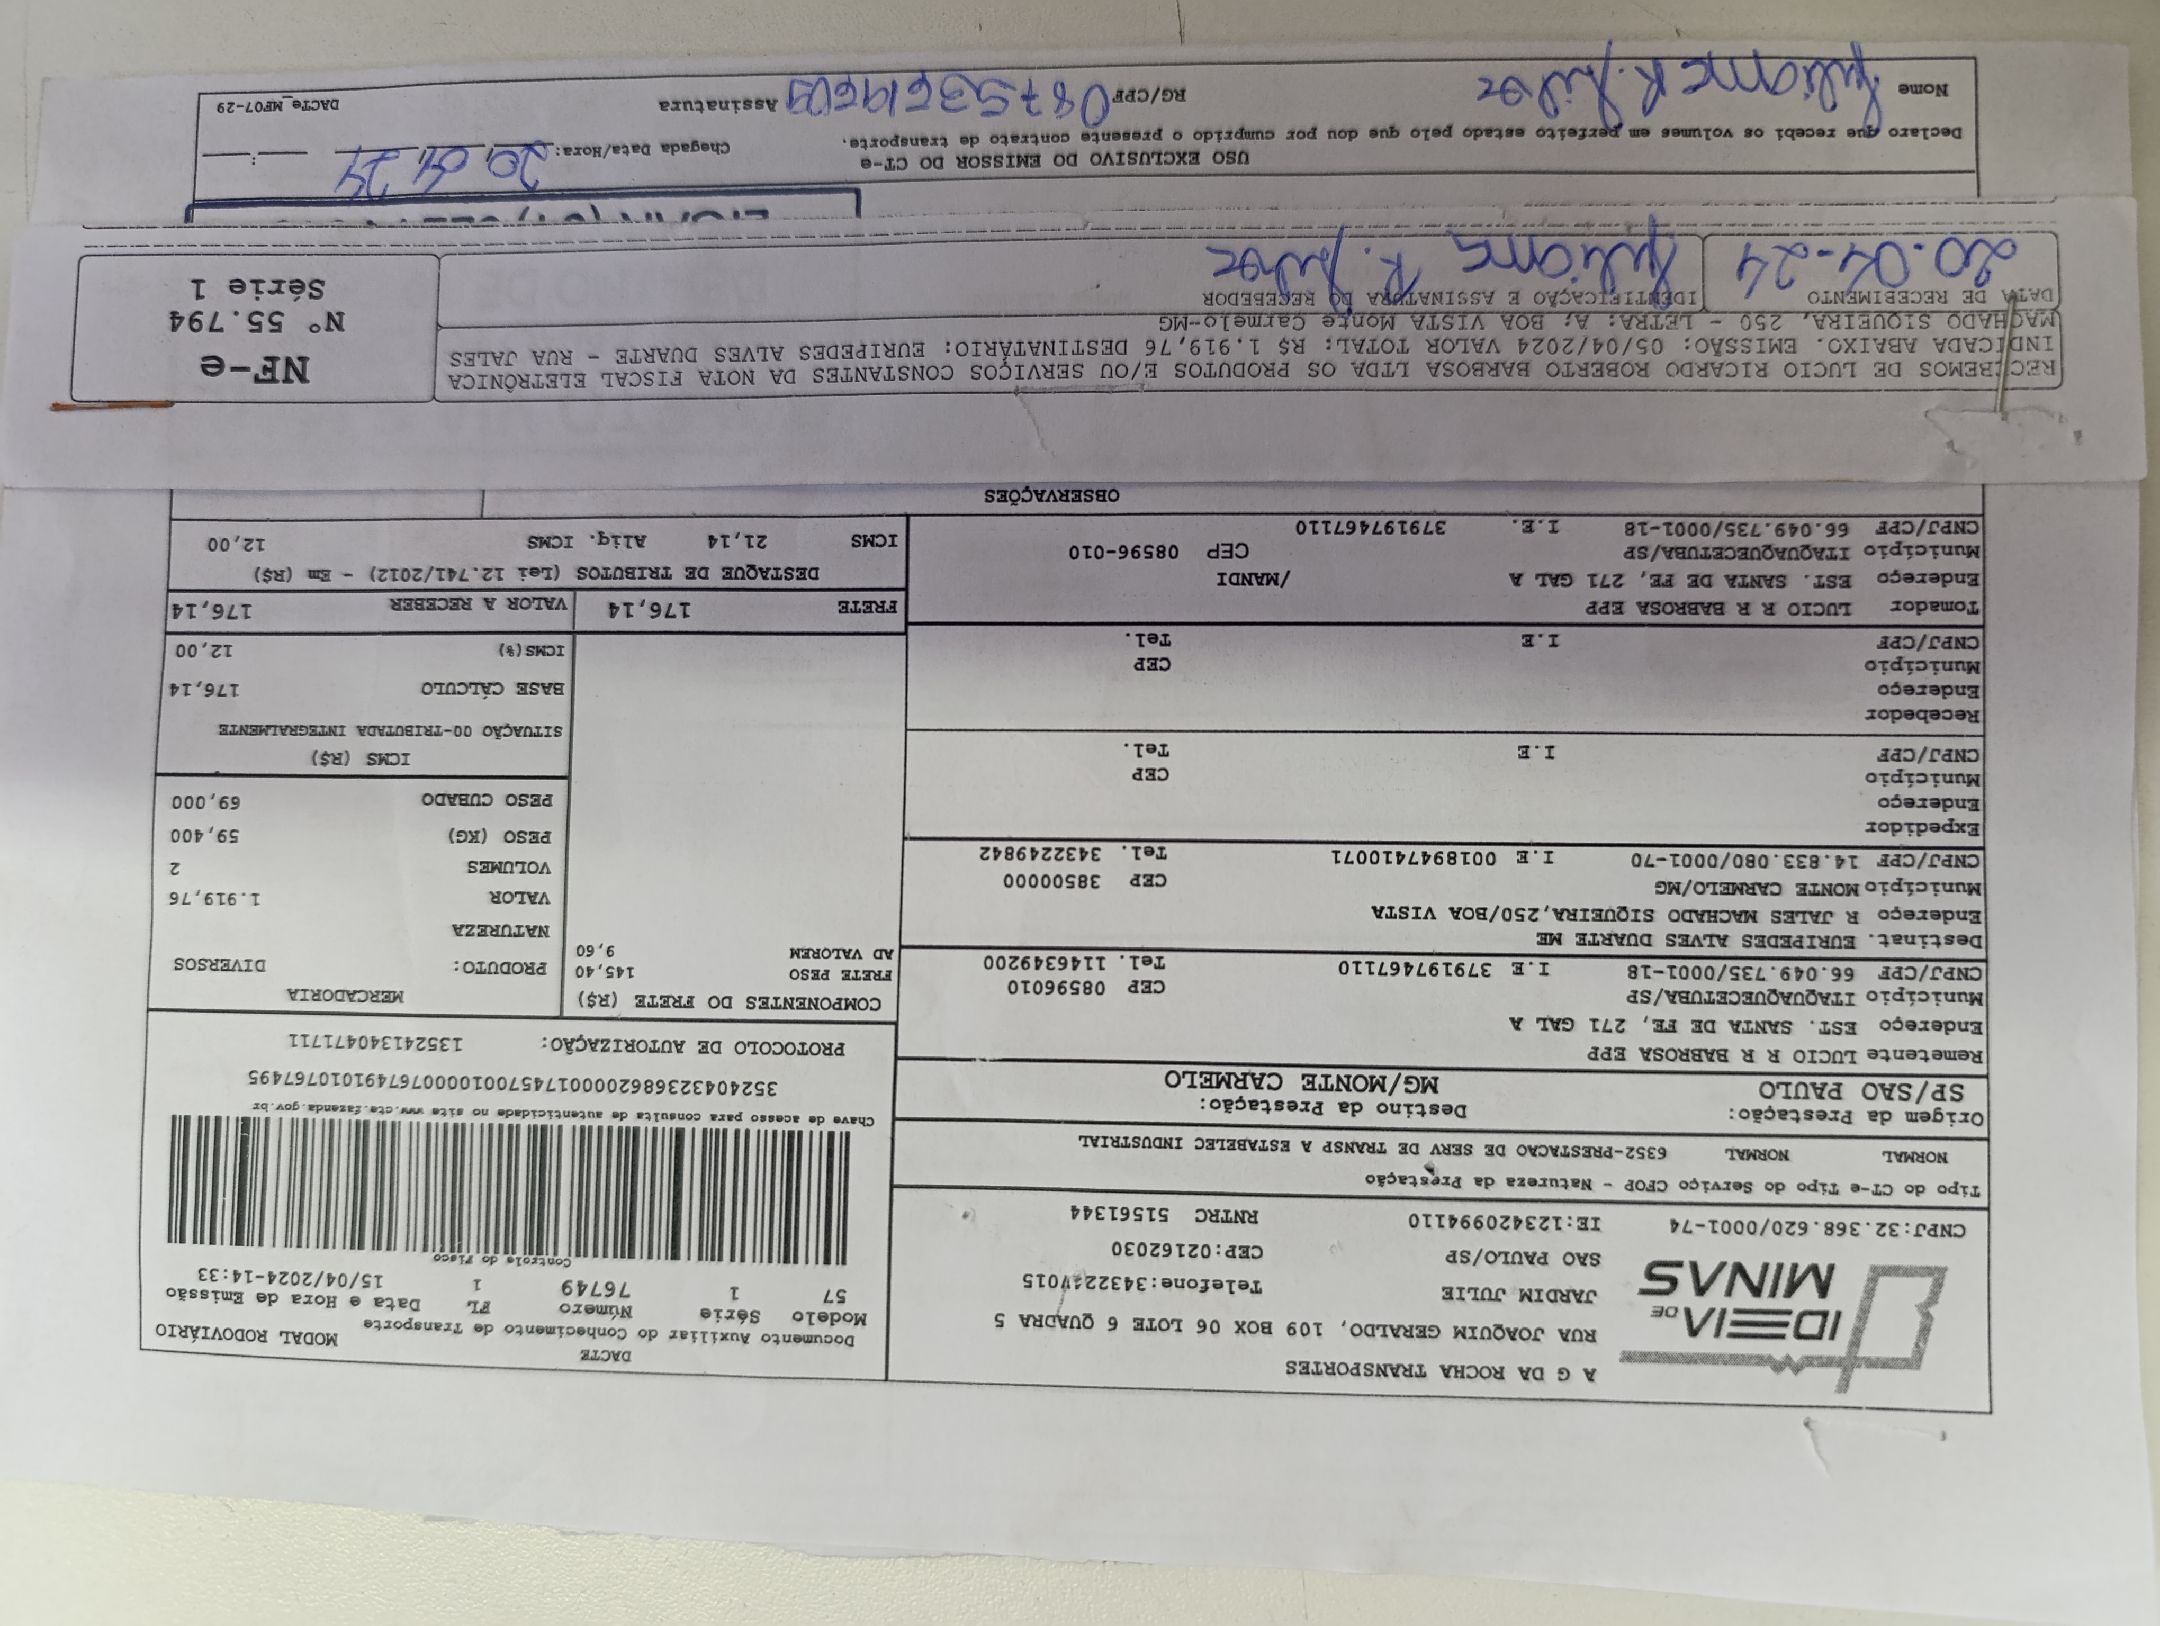 IDEIA DE
MINAS
A G DA ROCHA TRANSPORTES
RUA JOAQUIM GERALDO, 109 BOX 06 LOTE 6 QUADRA 5
JARDIM JULIE
SAO PAULO/SP CEP:02162030
CNPJ:32.368.620/0001-74 IE:123420994110 RNTRC 51561344
DACTE
Documento Auxiliar do Conhecimento de Transporte
MODAL RODOVIÁRIO
Modelo Série Número FL Data e Hora de Emissão
57 1 76749 1 15/04/2024-14:33
Controle do Fisco
Chave de acesso para consulta de autenticidade no site www.cte.fazenda.gov.br
PROTOCOLO DE AUTORIZAÇÃO: 135241340471711
Tipo do CT-e Tipo do Serviço CFOP - Natureza da Prestação
NORMAL NORMAL 6352-PRESTACAO DE SERV DE TRANSP A ESTABELEC INDUSTRIAL
Origem da Prestação: Destino da Prestação:
SP/SAO PAULO MG/MONTE CARMELO
Remetente LUCIO R R BABROSA EPP
Endereço EST. SANTA DE FE, 271 GAL A
Município ITAQUAQUECETUBA/SP CEP 08596010
CNPJ/CPF 66.049.735/0001-18 I.E 379197467110 Tel. 1146349200
Destinat. EURIPEDES ALVES DUARTE ME
Endereço R JALES MACHADO SIQUEIRA,250/BOA VISTA
Município MONTE CARMELO/MG CEP 38500000
CNPJ/CPF 14.833.080/0001-70 I.E 0018947410071 Tel. 3432249842
Expedidor
Endereço
Município CEP
CNPJ/CPF I.E Tel.
Recebedor
Endereço
Município CEP
CNPJ/CPF I.E Tel.
Tomador LUCIO R R BABROSA EPP
Endereço EST. SANTA DE FE, 271 GAL A /MANDI
Município ITAQUAQUECETUBA/SP CEP 08596-010
CNPJ/CPF 66.049.735/0001-18 I.E. 379197467110
COMPONENTES DO FRETE (R$)
FRETE PESO 145,40
AD VALOREM 9,60
MERCADORIA
PRODUTO: DIVERSOS
NATUREZA
VALOR 1.919,76
VOLUMES 2
PESO (KG) 59,400
PESO CUBADO 69,000
ICMS (R$)
SITUAÇÃO 00-TRIBUTADA INTEGRALMENTE
BASE CÁLCULO 176,14
ICMS(%) 12,00
FRETE 176,14 VALOR A RECEBER 176,14
DESTAQUE DE TRIBUTOS (Lei 12.741/2012) - Em (R$)
ICMS 21,14 Aliq. ICMS 12,00
OBSERVAÇÕES
RECEBEMOS DE LUCIO RICARDO ROBERTO BARBOSA LTDA OS PRODUTOS E/OU SERVIÇOS CONSTANTES DA NOTA FISCAL ELETRÔNICA
INDICADA ABAIXO. EMISSÃO: 05/04/2024 VALOR TOTAL: R$ 1.919,76 DESTINATÁRIO: EURIPEDES ALVES DUARTE - RUA JALES
MACHADO SIQUEIRA, 250 - LETRA: A; BOA VISTA Monte Carmelo-MG
DATA DE RECEBIMENTO IDENTIFICAÇÃO E ASSINATURA DO RECEBEDOR
20.04-24 Juliame R. Silva
NF-e
Nº 55.794
Série 1
USO EXCLUSIVO DO EMISSOR DO CT-e
Chegada Data/Hora: 20, 04, 24
Declaro que recebi os volumes em perfeito estado pelo que dou por cumprido o presente contrato de transporte.
Nome Juliame R. Silva RG/CPF Assinatura
DACTe_MF07-29